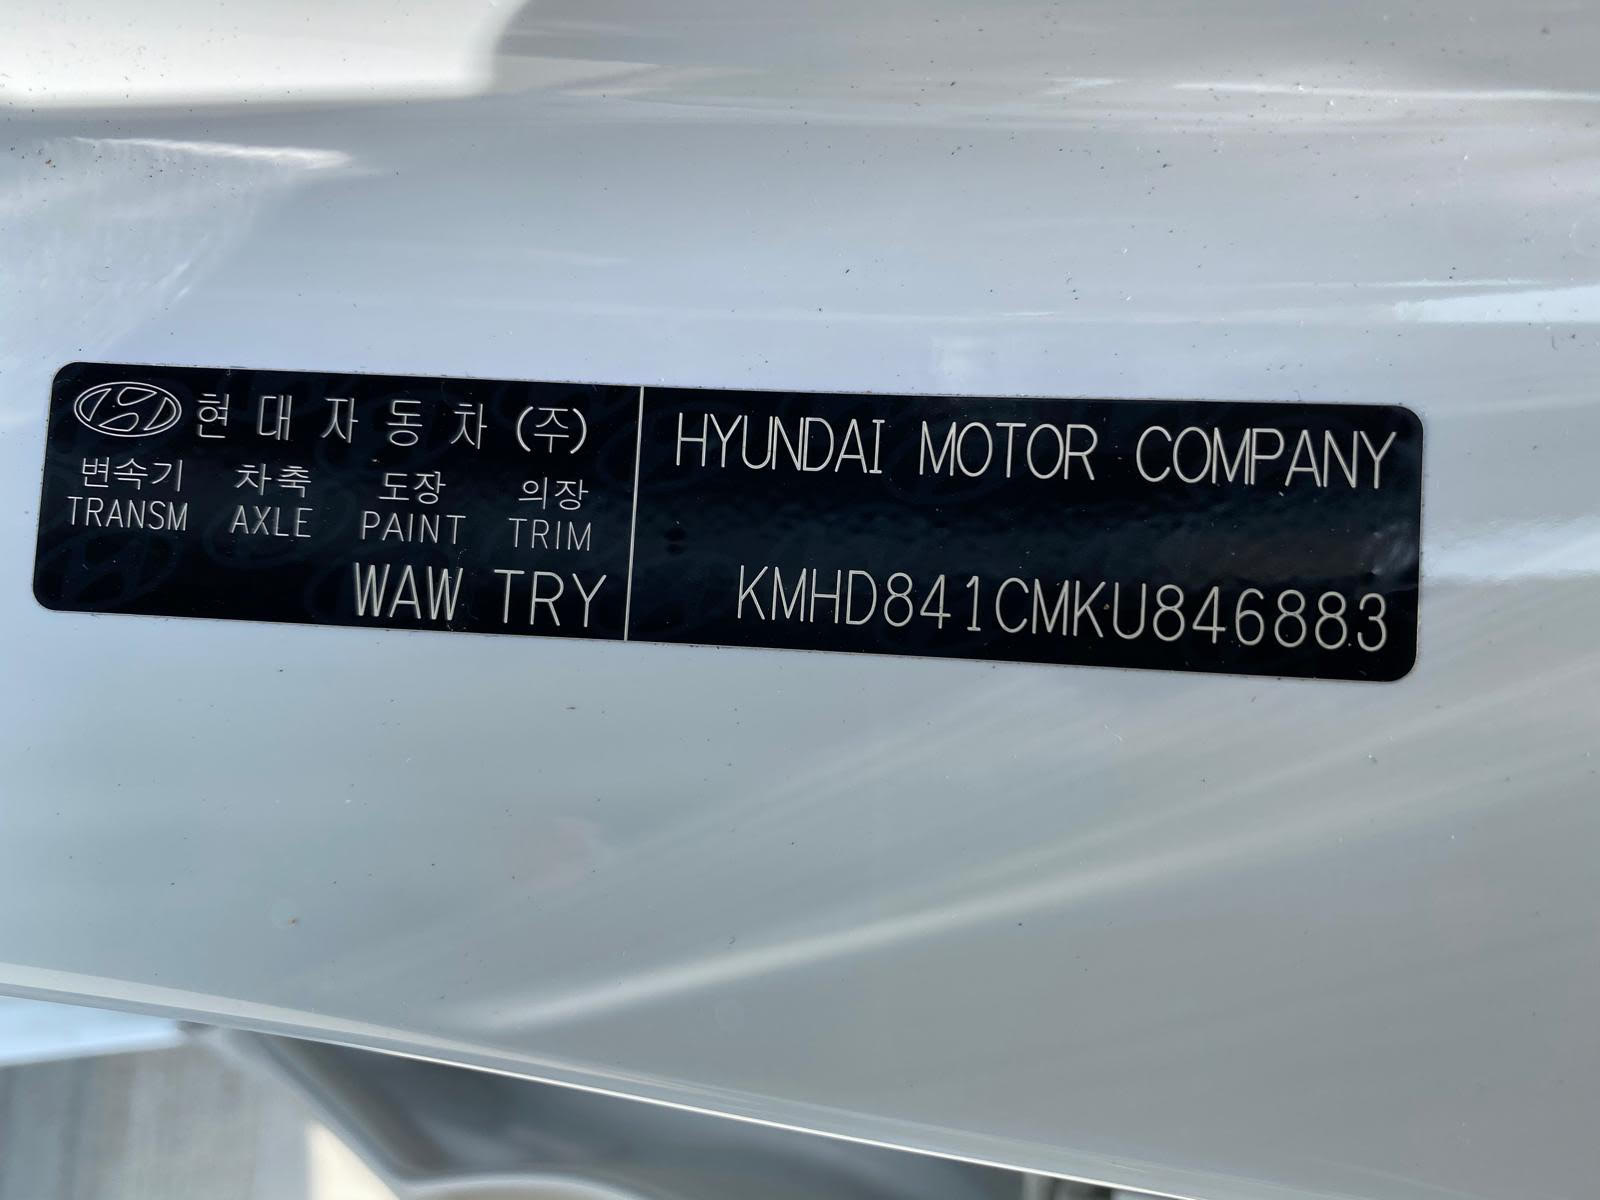 현대자동차(주)
변속기 차축 도장 의장
TRANSM AXLE PAINT TRIM
WAW TRY
HYUNDAI MOTOR COMPANY
KMHD841CMKU846883